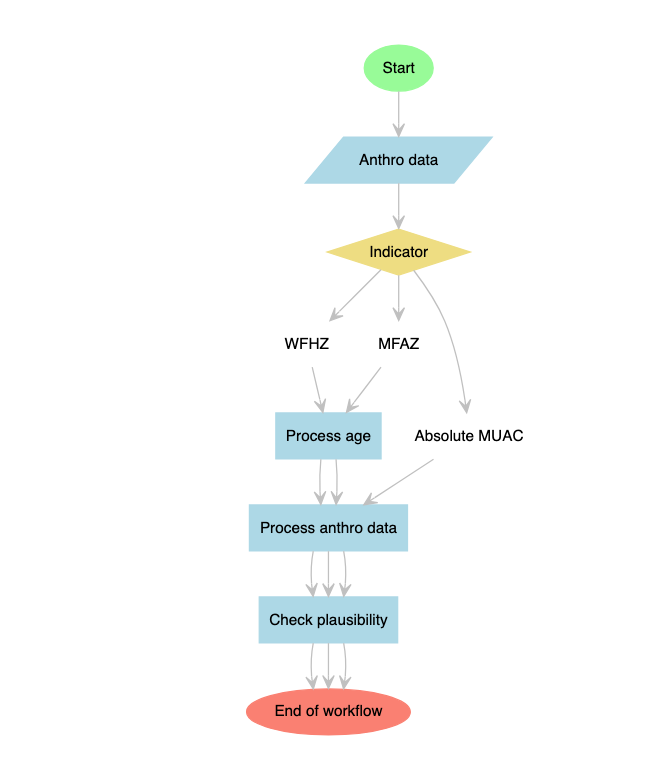 Start
Anthro data
Indicator
WFHZ
MFAZ
Process age
Absolute MUAC
Process anthro data
Check plausibility
End of workflow